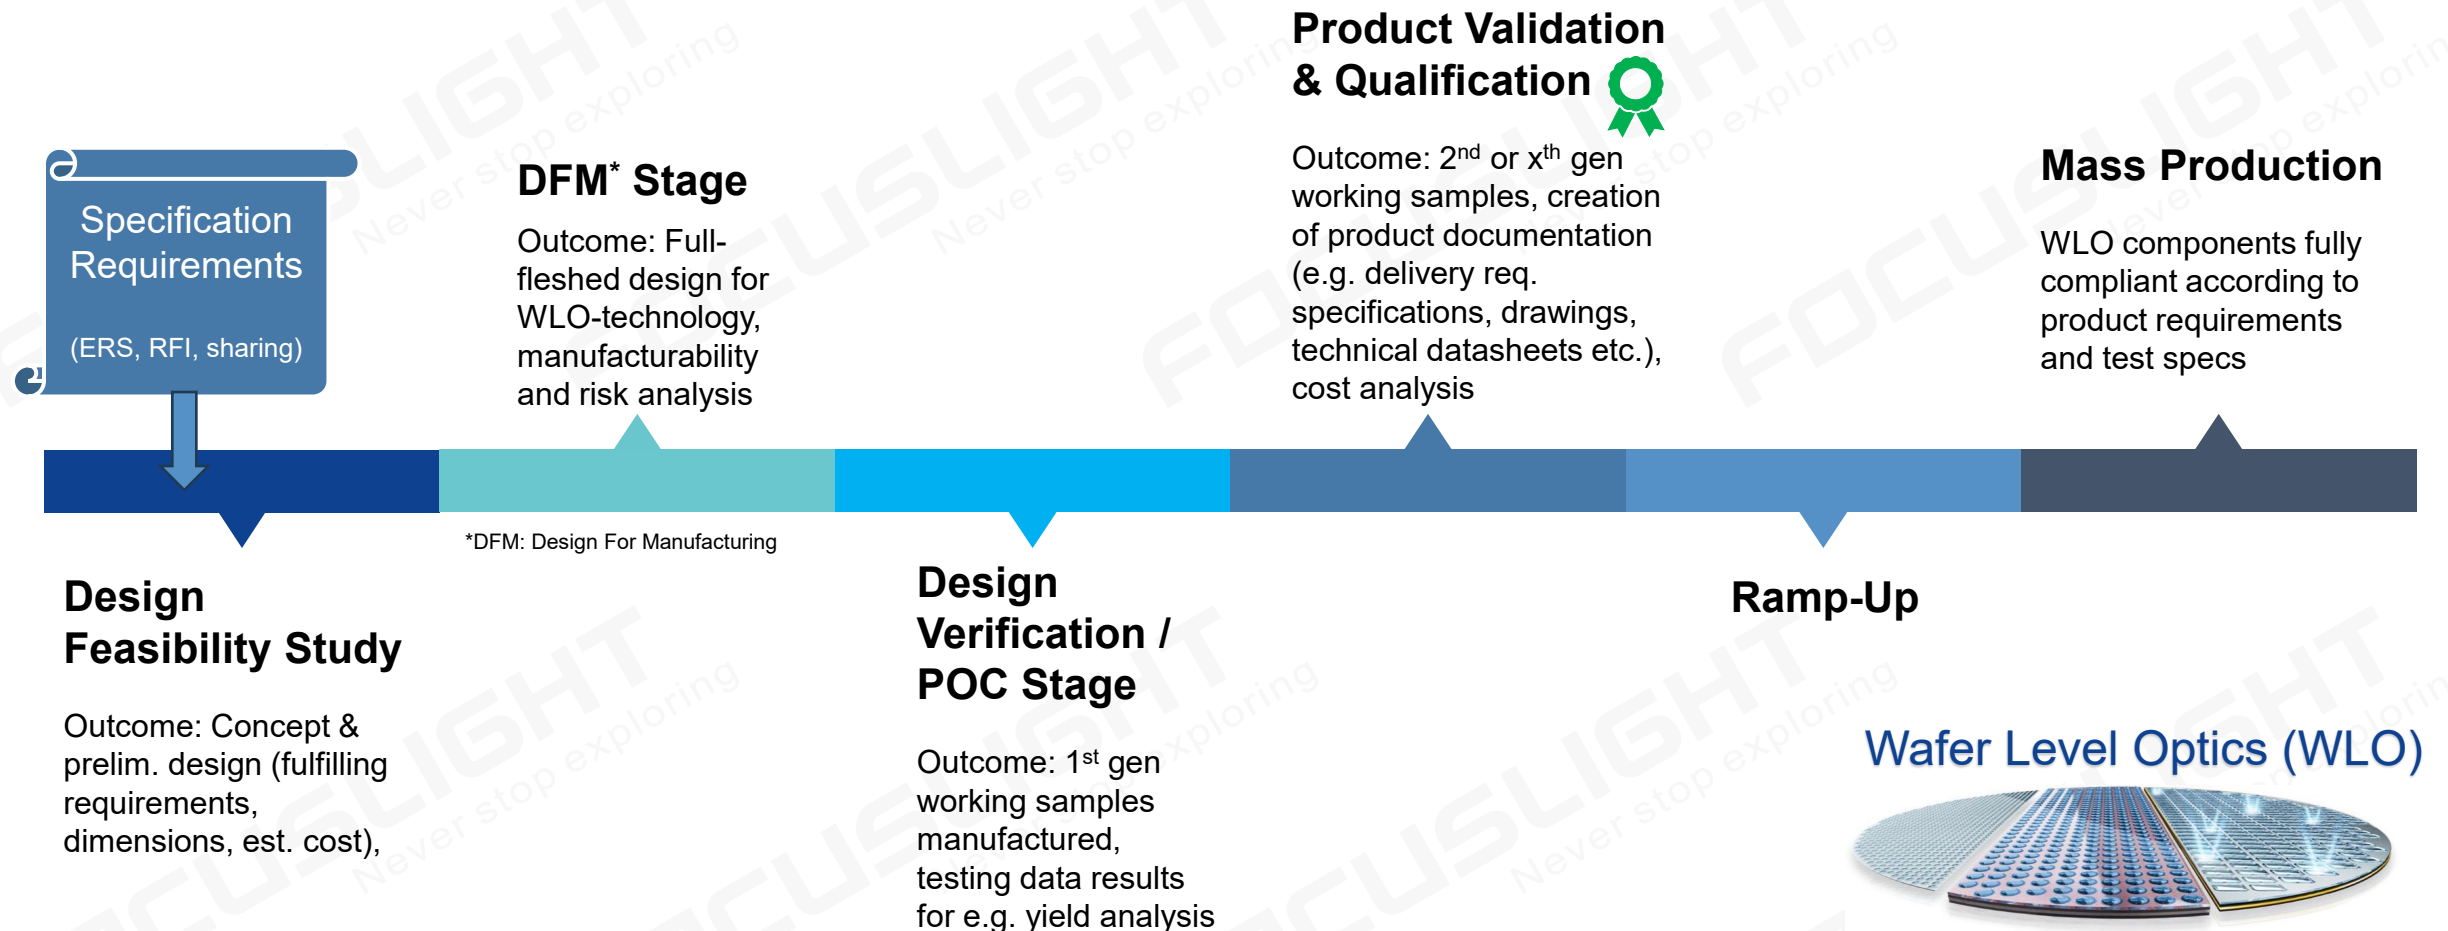 Specification
Requirements
(ERS, RFI, sharing)
DFM* Stage
Outcome: Full-
fleshed design for
WLO-technology,
manufacturability
and risk analysis
Product Validation
& Qualification
Outcome: 2nd or xth gen
working samples, creation
of product documentation
(e.g. delivery req.
specifications, drawings,
technical datasheets etc.),
cost analysis
Mass Production
WLO components fully
compliant according to
product requirements
and test specs
*DFM: Design For Manufacturing
Design
Feasibility Study
Outcome: Concept &
prelim. design (fulfilling
requirements,
dimensions, est. cost),
Design
Verification /
POC Stage
Outcome: 1st gen
working samples
manufactured,
testing data results
for e.g. yield analysis
Ramp-Up
Wafer Level Optics (WLO)
FOCUSLIGHT
Never stop exploring